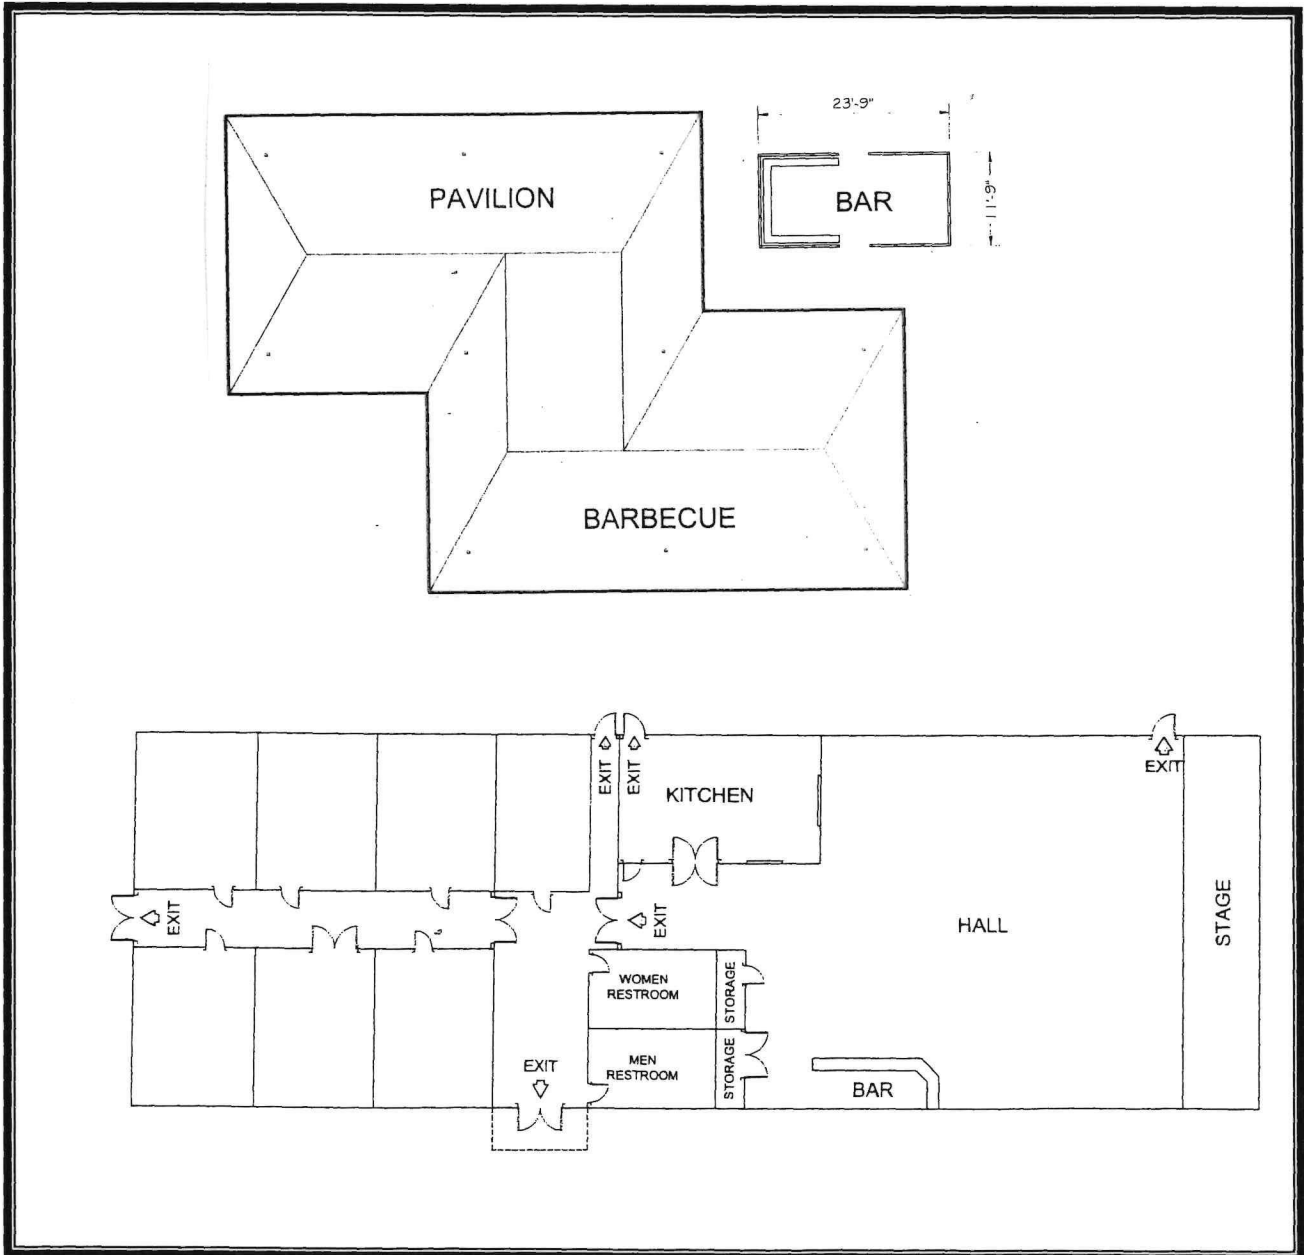 23'-9"
PAVILION
BAR
11'-9"
BARBECUE
EXIT
EXIT
KITCHEN
EXIT
EXIT
EXIT
HALL
STAGE
WOMEN
RESTROOM
STORAGE
EXIT
MEN
RESTROOM
STORAGE
BAR